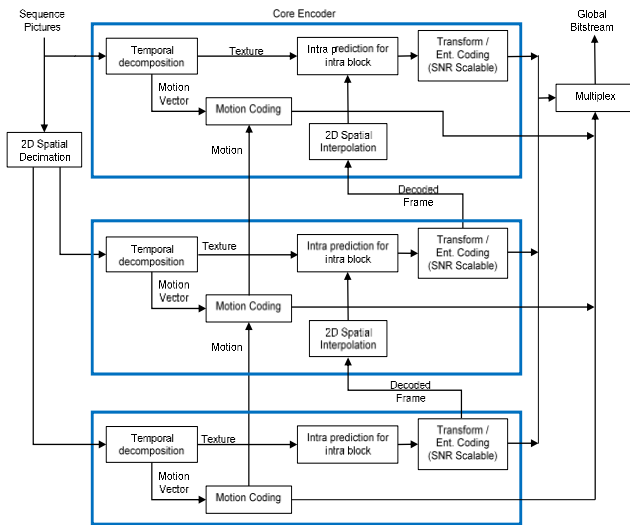 Sequence
Pictures
Core Encoder
Global
Bitstream
Temporal
decomposition
Texture
Intra prediction for
intra block
Transform /
Ent. Coding
(SNR Scalable)
Motion
Vector
Motion Coding
Multiplex
2D Spatial
Decimation
Motion
2D Spatial
Interpolation
Decoded
Frame
Temporal
decomposition
Texture
Intra prediction for
intra block
Transform /
Ent. Coding
(SNR Scalable)
Motion
Vector
Motion Coding
2D Spatial
Interpolation
Motion
Decoded
Frame
Temporal
decomposition
Texture
Intra prediction for
intra block
Transform /
Ent. Coding
(SNR Scalable)
Motion
Vector
Motion Coding